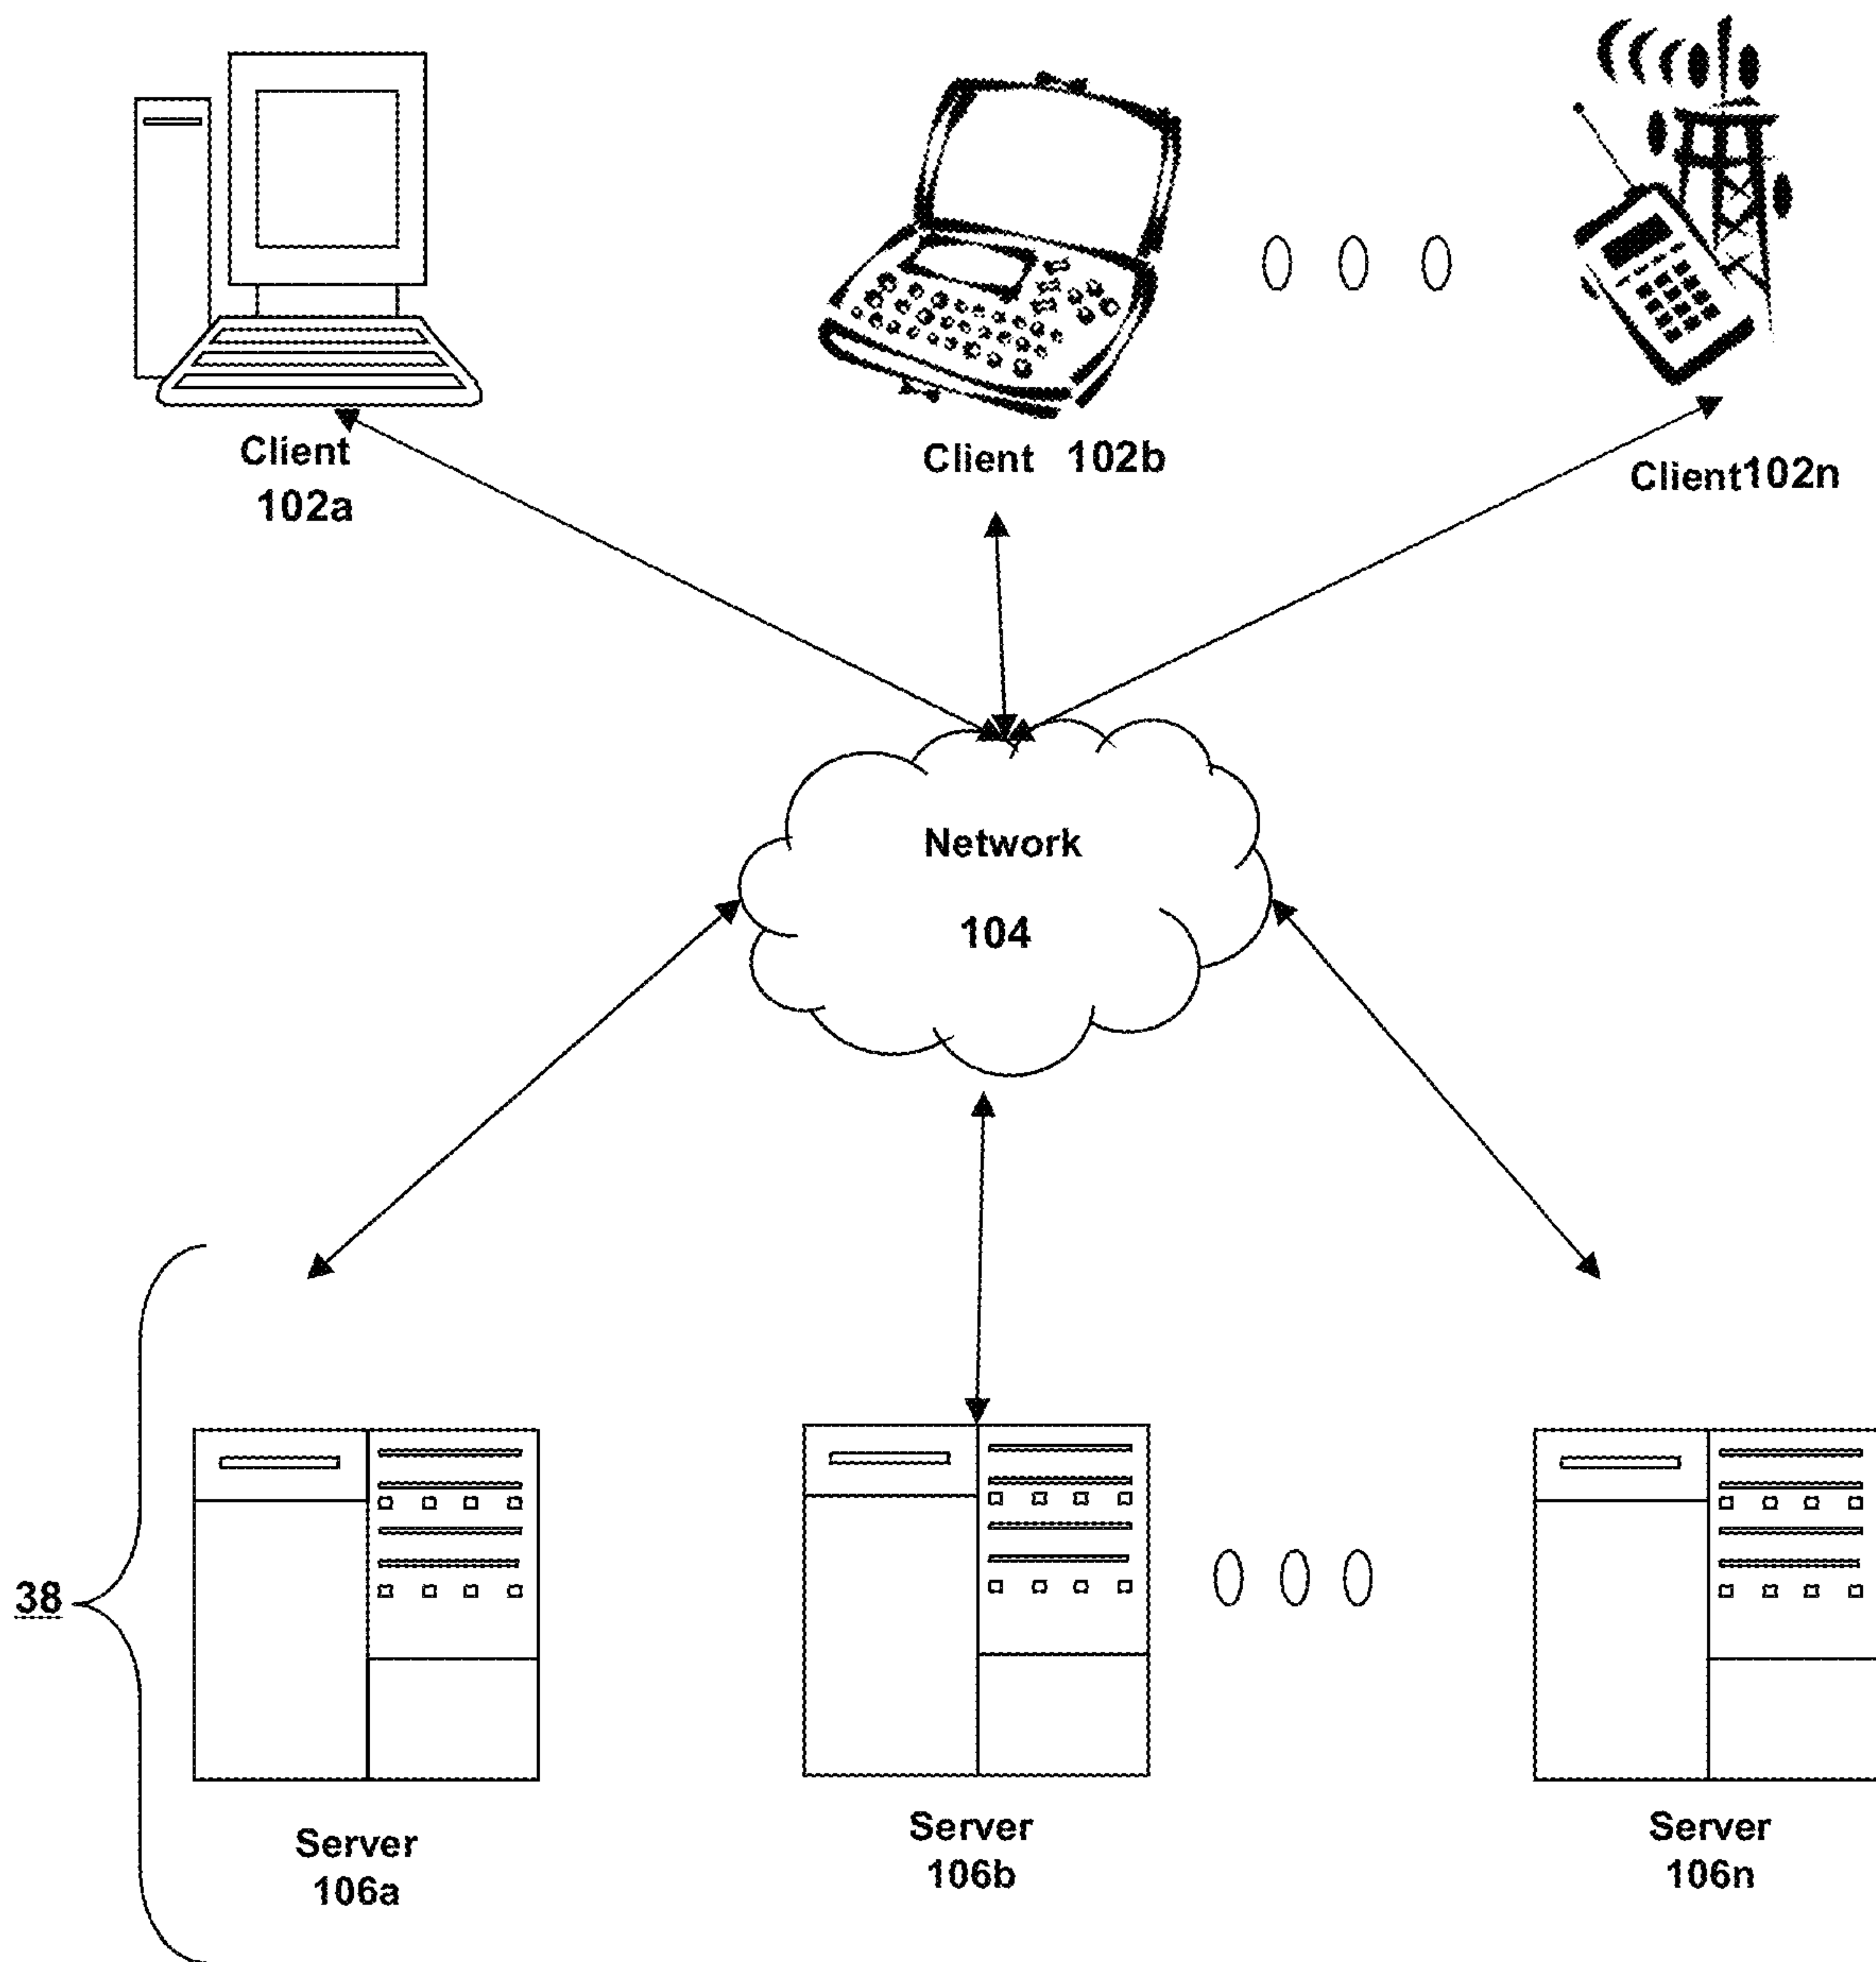 Client
102a
Client 102b
Client102n
Network
104
38
Server
106a
Server
106b
Server
106n